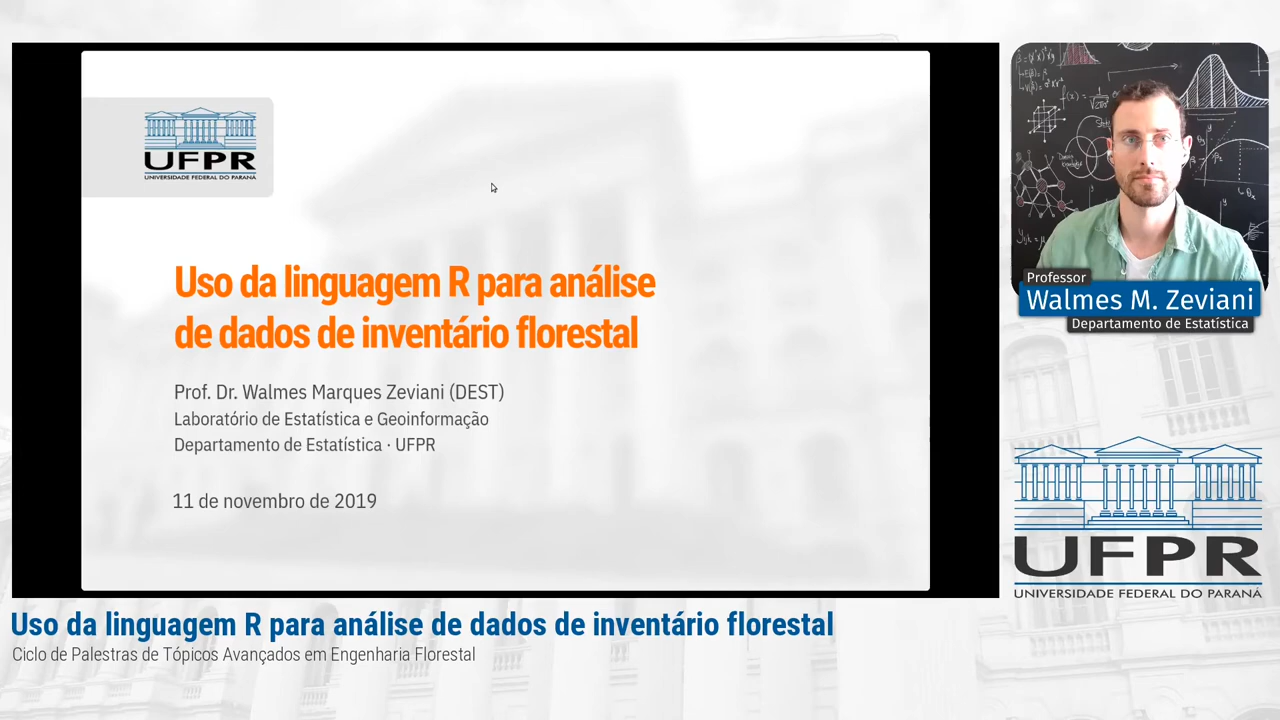 UFPR
UNIVERSIDADE FEDERAL DO PARANÁ
Uso da linguagem R para análise
de dados de inventário florestal
Prof. Dr. Walmes Marques Zeviani (DEST)
Laboratório de Estatística e Geoinformação
Departamento de Estatística · UFPR
11 de novembro de 2019
Professor
Walmes M. Zeviani
Departamento de Estatística
UFPR
UNIVERSIDADE FEDERAL DO PARANÁ
Uso da linguagem R para análise de dados de inventário florestal
Ciclo de Palestras de Tópicos Avançados em Engenharia Florestal